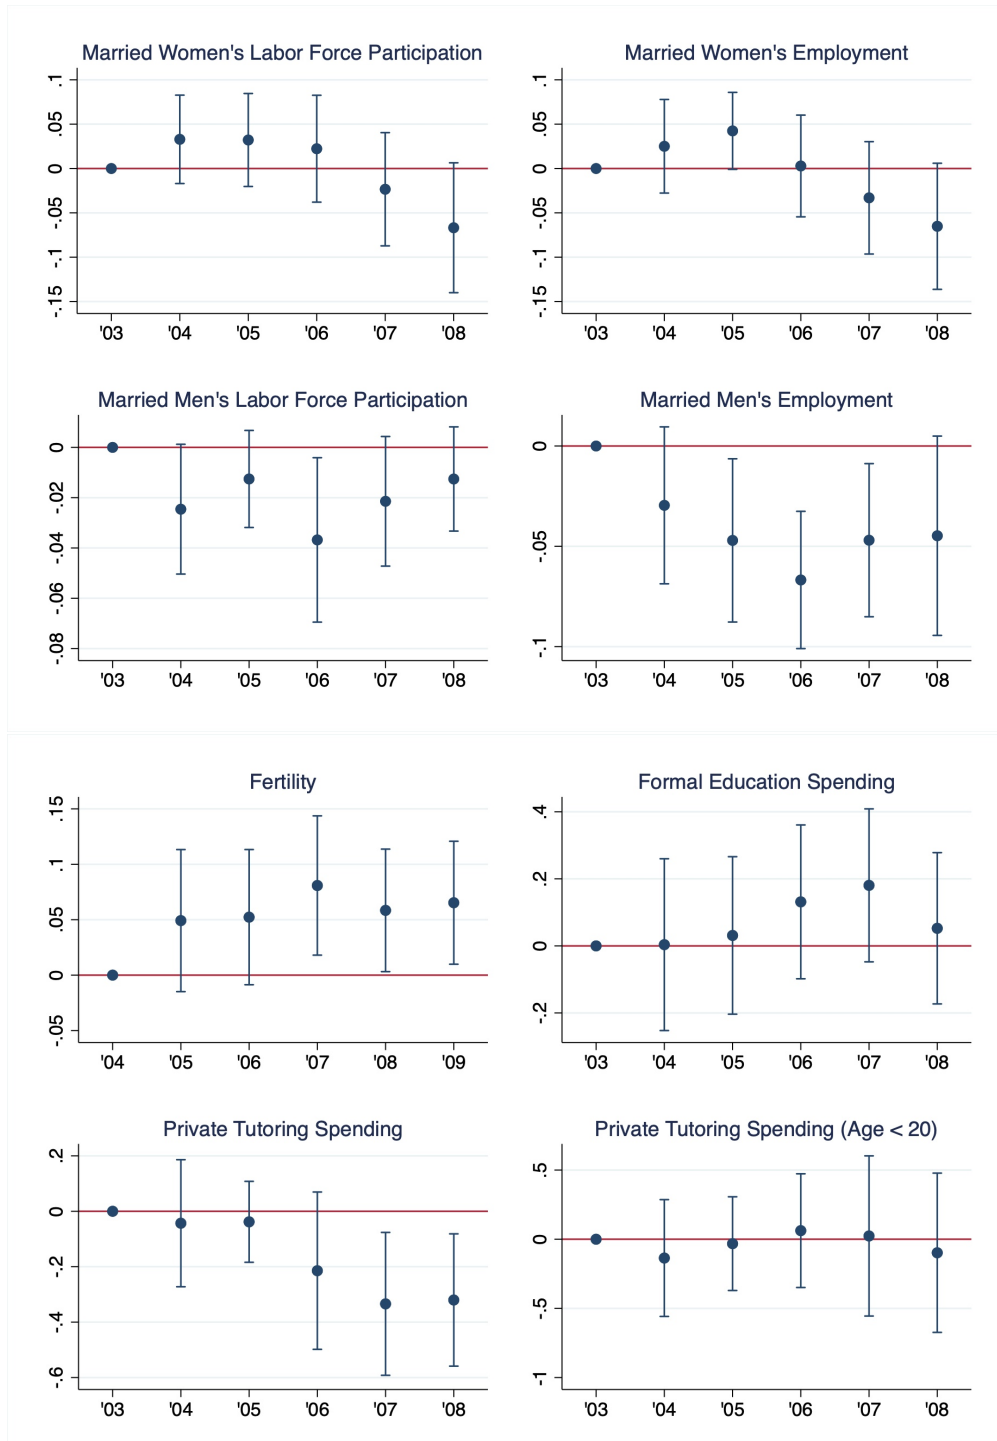 Married Women's Labor Force Participation
.1
.05
0
-.05
-.1
-.15
'03 '04 '05 '06 '07 '08
Married Women's Employment
.1
.05
0
-.05
-.1
-.15
'03 '04 '05 '06 '07 '08
Married Men's Labor Force Participation
0
-.02
-.04
-.06
-.08
'03 '04 '05 '06 '07 '08
Married Men's Employment
0
-.05
-.1
'03 '04 '05 '06 '07 '08
Fertility
.15
.1
.05
0
-.05
'04 '05 '06 '07 '08 '09
Formal Education Spending
.4
.2
0
-.2
'03 '04 '05 '06 '07 '08
Private Tutoring Spending
.2
0
-.2
-.4
-.6
'03 '04 '05 '06 '07 '08
Private Tutoring Spending (Age < 20)
.5
0
-.5
-1
'03 '04 '05 '06 '07 '08